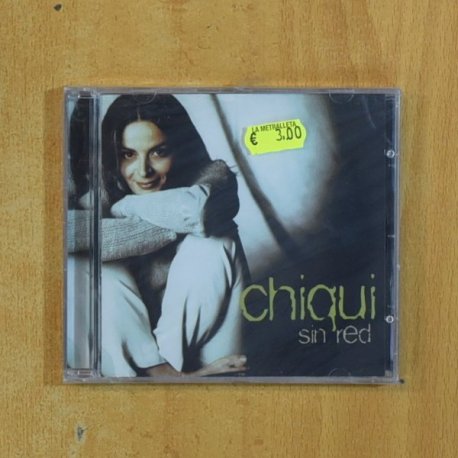 LA METRALLETA
€ 3.00
chiqui
sin red